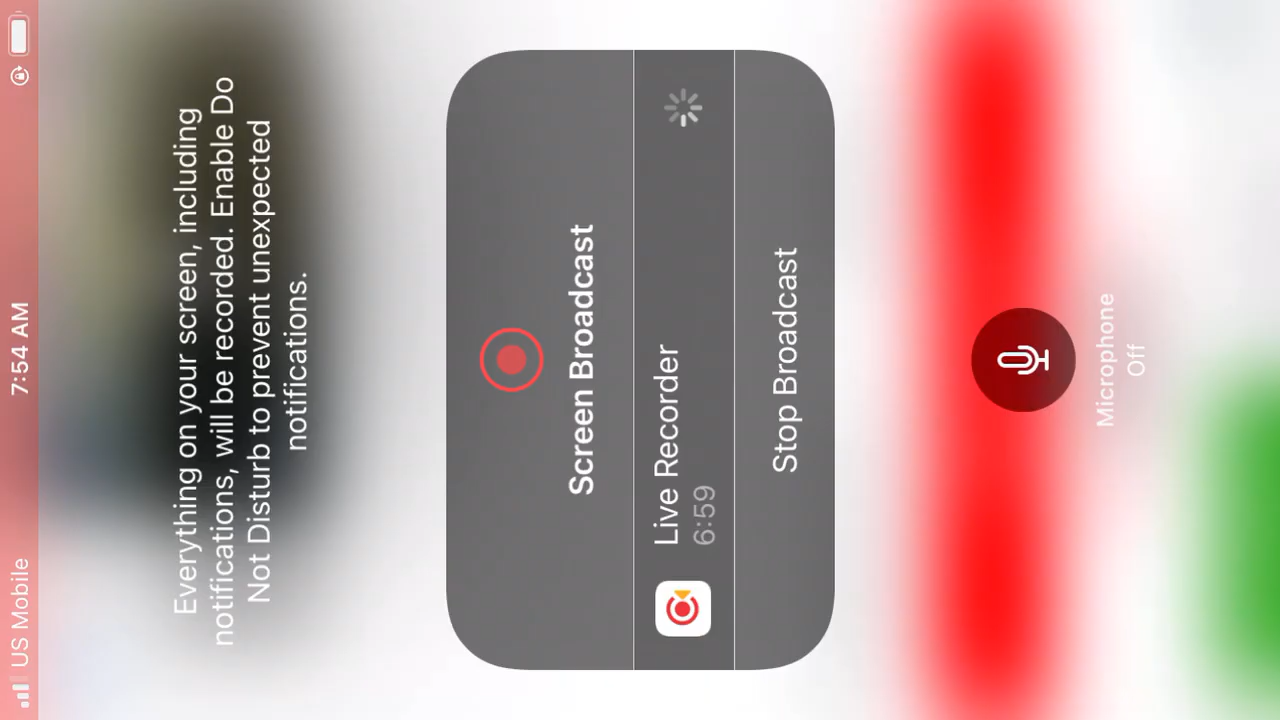 US Mobile
7:54 AM
Everything on your screen, including
notifications, will be recorded. Enable Do
Not Disturb to prevent unexpected
notifications.
Screen Broadcast
Live Recorder
6:59
Stop Broadcast
Microphone
Off